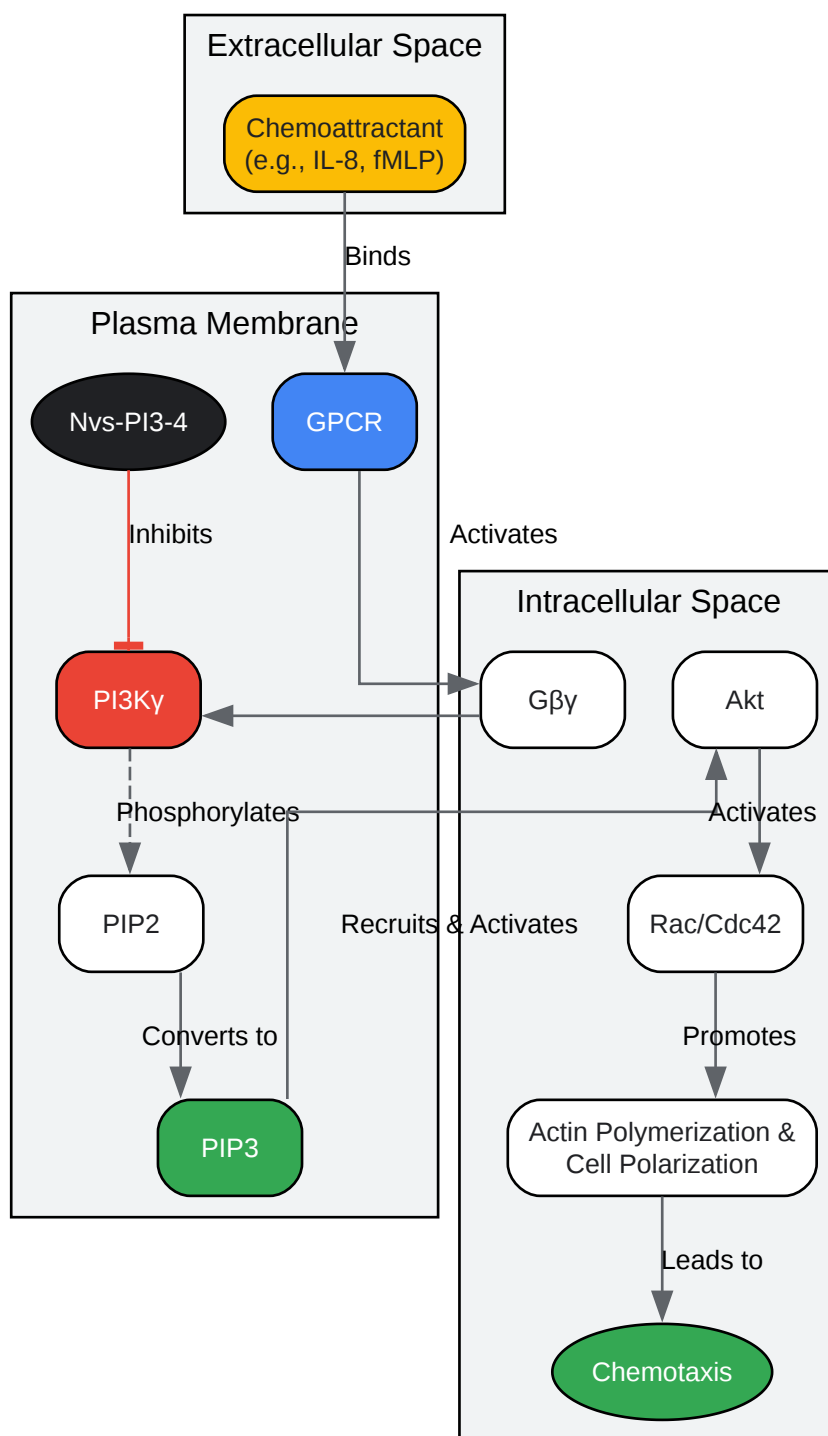 Extracellular Space
Chemoattractant
(e.g., IL-8, fMLP)
Binds
Plasma Membrane
Nvs-PI3-4
GPCR
Inhibits
Activates
Intracellular Space
PI3Kγ
Gβγ
Akt
Phosphorylates
Activates
PIP2
Recruits & Activates
Rac/Cdc42
Converts to
Promotes
PIP3
Actin Polymerization &
Cell Polarization
Leads to
Chemotaxis